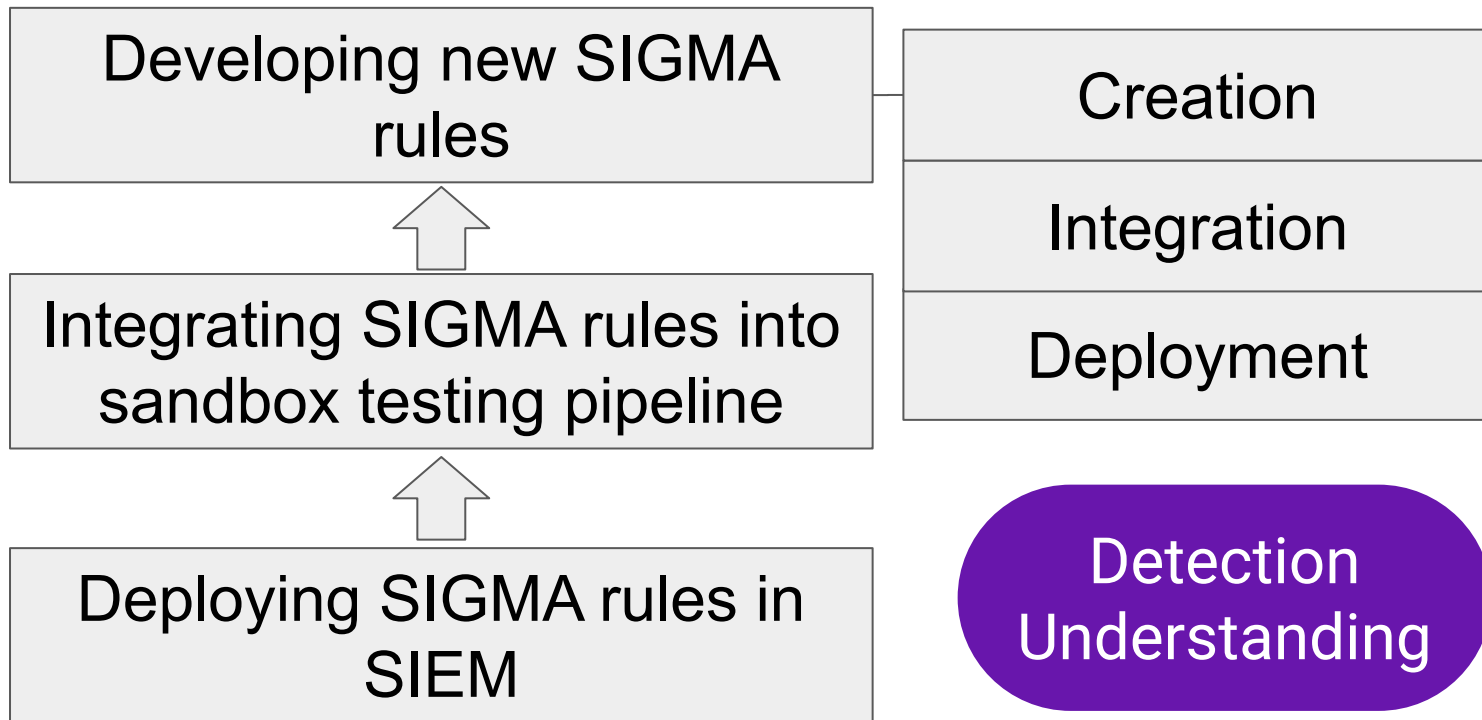 Developing new SIGMA
rules
Integrating SIGMA rules into
sandbox testing pipeline
Deploying SIGMA rules in
SIEM
Creation
Integration
Deployment
Detection
Understanding